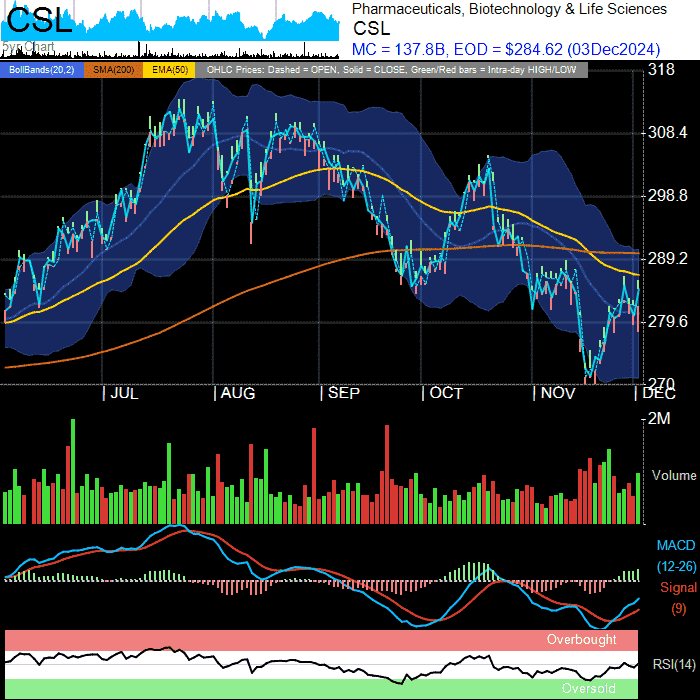 Pharmaceuticals, Biotechnology & Life Sciences
CSL
CSL
MC = 137.8B, EOD = $284.62 (03Dec2024)
5yr Chart
BollBands(20,2) SMA(200) EMA(50) OHLC Prices: Dashed = OPEN, Solid = CLOSE, Green/Red bars = Intra-day HIGH/LOW
318
308.4
298.8
289.2
279.6
270
| JUL | AUG | SEP | OCT | NOV | DEC
2M
Volume
MACD
(12-26)
Signal
(9)
Overbought
RSI(14)
Oversold